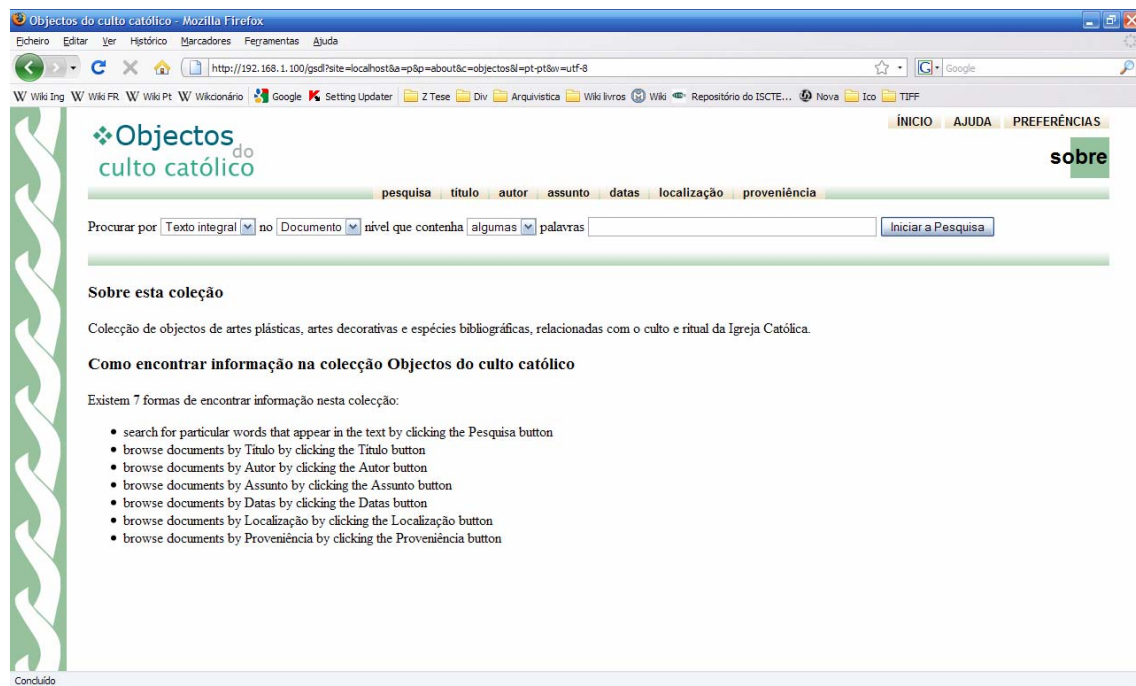 Objectos do culto católico - Mozilla Firefox
Ficheiro Editar Ver Histórico Marcadores Ferramentas Ajuda
http://192.168.1.100/gsdl?site=localhost&a=p&p=about&c=objectos&l=pt-pt&w=utf-8 Google
Wiki Ing Wiki FR Wiki Pt Wikcionário Google Setting Updater Z Tese Div Arquivistica Wiki livros Wiki Repositório do ISCTE... Nova Ico TIFF
ÍNICIO AJUDA PREFERÊNCIAS
Objectos do
culto católico
sobre
pesquisa título autor assunto datas localização proveniência
Procurar por Texto integral no Documento nível que contenha algumas palavras Iniciar a Pesquisa
Sobre esta coleção
Colecção de objectos de artes plásticas, artes decorativas e espécies bibliográficas, relacionadas com o culto e ritual da Igreja Católica.
Como encontrar informação na colecção Objectos do culto católico
Existem 7 formas de encontrar informação nesta colecção:
search for particular words that appear in the text by clicking the Pesquisa button
browse documents by Título by clicking the Título button
browse documents by Autor by clicking the Autor button
browse documents by Assunto by clicking the Assunto button
browse documents by Datas by clicking the Datas button
browse documents by Localização by clicking the Localização button
browse documents by Proveniência by clicking the Proveniência button
Concluído